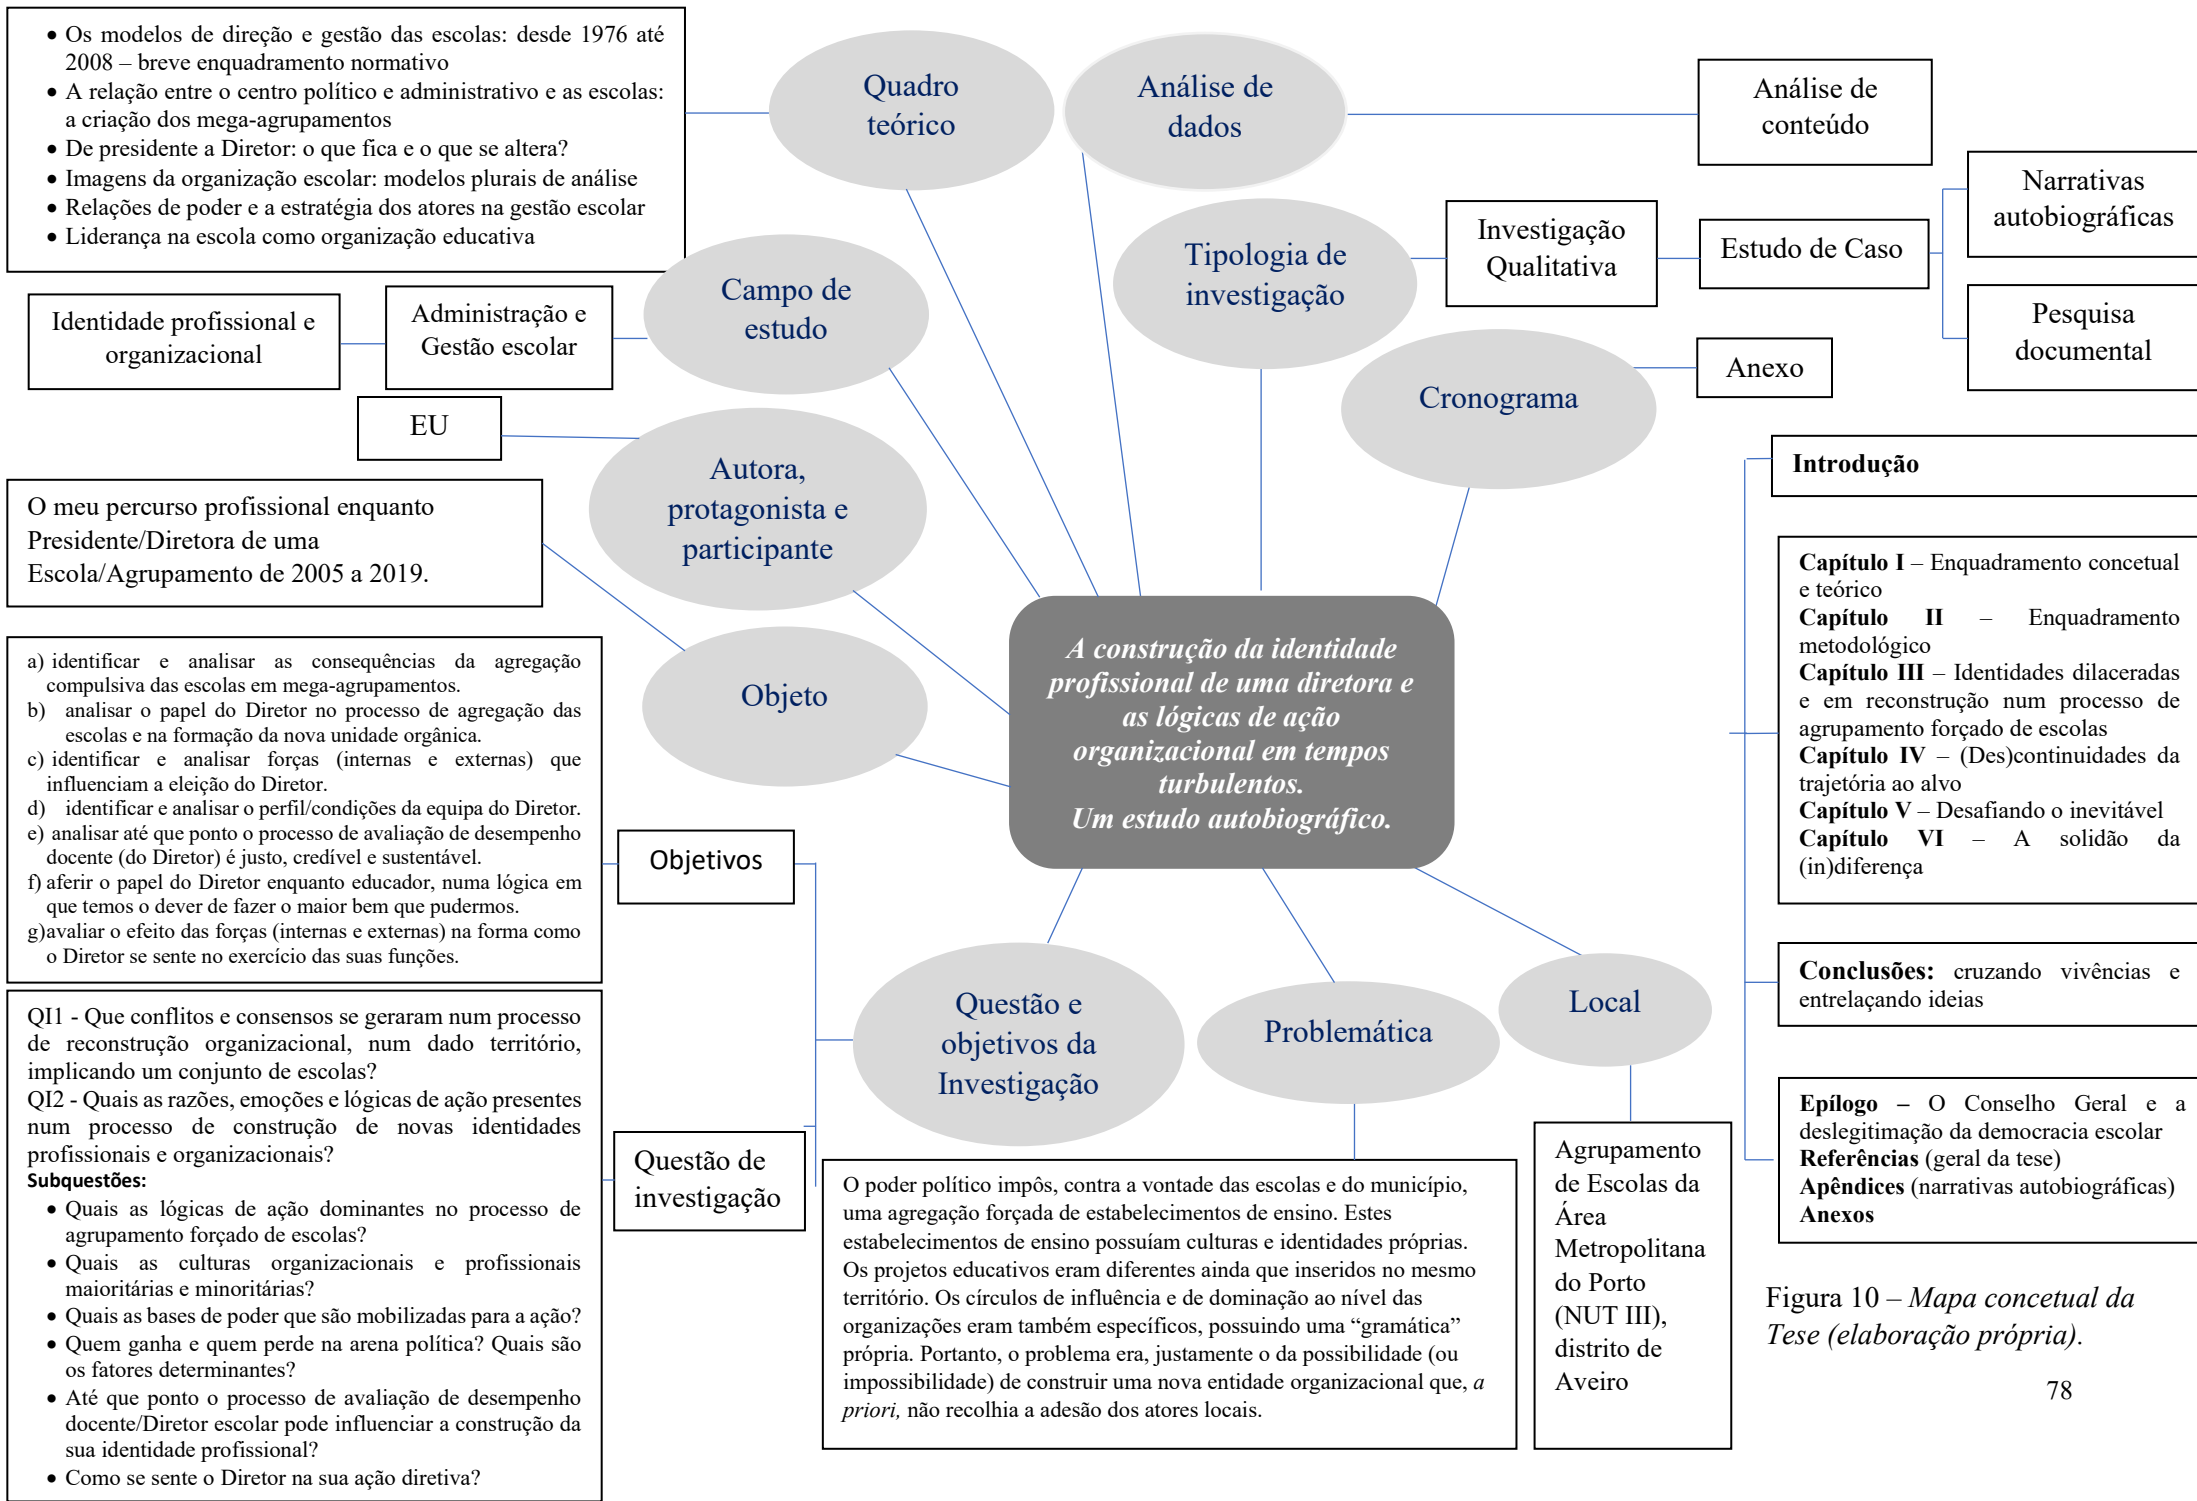 • Os modelos de direção e gestão das escolas: desde 1976 até
2008 – breve enquadramento normativo
• A relação entre o centro político e administrativo e as escolas:
a criação dos mega-agrupamentos
• De presidente a Diretor: o que fica e o que se altera?
• Imagens da organização escolar: modelos plurais de análise
• Relações de poder e a estratégia dos atores na gestão escolar
• Liderança na escola como organização educativa
Quadro
teórico
Análise de
dados
Análise de
conteúdo
Tipologia de
investigação
Investigação
Qualitativa
Estudo de Caso
Narrativas
autobiográficas
Pesquisa
documental
Campo de
estudo
Administração e
Gestão escolar
Identidade profissional e
organizacional
Cronograma
Anexo
EU
Autora,
protagonista e
participante
O meu percurso profissional enquanto
Presidente/Diretora de uma
Escola/Agrupamento de 2005 a 2019.
Objeto
A construção da identidade
profissional de uma diretora e
as lógicas de ação
organizacional em tempos
turbulentos.
Um estudo autobiográfico.
Introdução
Capítulo I – Enquadramento concetual
e teórico
Capítulo II – Enquadramento
metodológico
Capítulo III – Identidades dilaceradas
e em reconstrução num processo de
agrupamento forçado de escolas
Capítulo IV – (Des)continuidades da
trajetória ao alvo
Capítulo V – Desafiando o inevitável
Capítulo VI – A solidão da
(in)diferença
Conclusões: cruzando vivências e
entrelaçando ideias
Epílogo – O Conselho Geral e a
deslegitimação da democracia escolar
Referências (geral da tese)
Apêndices (narrativas autobiográficas)
Anexos
a) identificar e analisar as consequências da agregação
compulsiva das escolas em mega-agrupamentos.
b) analisar o papel do Diretor no processo de agregação das
escolas e na formação da nova unidade orgânica.
c) identificar e analisar forças (internas e externas) que
influenciam a eleição do Diretor.
d) identificar e analisar o perfil/condições da equipa do Diretor.
e) analisar até que ponto o processo de avaliação de desempenho
docente (do Diretor) é justo, credível e sustentável.
f) aferir o papel do Diretor enquanto educador, numa lógica em
que temos o dever de fazer o maior bem que pudermos.
g)avaliar o efeito das forças (internas e externas) na forma como
o Diretor se sente no exercício das suas funções.
Objetivos
Questão e
objetivos da
Investigação
Problemática
Local
QI1 - Que conflitos e consensos se geraram num processo
de reconstrução organizacional, num dado território,
implicando um conjunto de escolas?
QI2 - Quais as razões, emoções e lógicas de ação presentes
num processo de construção de novas identidades
profissionais e organizacionais?
Subquestões:
• Quais as lógicas de ação dominantes no processo de
agrupamento forçado de escolas?
• Quais as culturas organizacionais e profissionais
maioritárias e minoritárias?
• Quais as bases de poder que são mobilizadas para a ação?
• Quem ganha e quem perde na arena política? Quais são
os fatores determinantes?
• Até que ponto o processo de avaliação de desempenho
docente/Diretor escolar pode influenciar a construção da
sua identidade profissional?
• Como se sente o Diretor na sua ação diretiva?
Questão de
investigação
O poder político impôs, contra a vontade das escolas e do município,
uma agregação forçada de estabelecimentos de ensino. Estes
estabelecimentos de ensino possuíam culturas e identidades próprias.
Os projetos educativos eram diferentes ainda que inseridos no mesmo
território. Os círculos de influência e de dominação ao nível das
organizações eram também específicos, possuindo uma “gramática”
própria. Portanto, o problema era, justamente o da possibilidade (ou
impossibilidade) de construir uma nova entidade organizacional que, a
priori, não recolhia a adesão dos atores locais.
Agrupamento
de Escolas da
Área
Metropolitana
do Porto
(NUT III),
distrito de
Aveiro
Figura 10 – Mapa concetual da
Tese (elaboração própria).
78